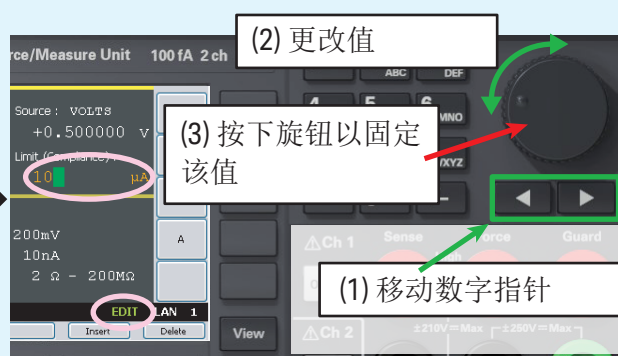 (2) 更改值
rce/Measure Unit 100 fA 2 ch
ABC DEF
4 5 6 MNO
Source: VOLTS
+0.500000 V
Limit (Compliance):
10 μA
(3) 按下旋钮以固定
该值
200mV
10nA
2 Ω - 200MΩ
A
EDIT LAN 1
Insert Delete
View
Ch 1 Sense Force Guard
(1) 移动数字指针
Ch 2 ±210V Max ±250V Max